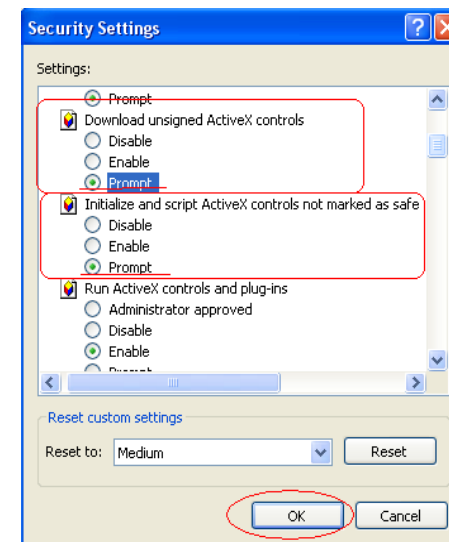 Security Settings
Settings:
Prompt
Download unsigned ActiveX controls
Disable
Enable
Prompt
Initialize and script ActiveX controls not marked as safe
Disable
Enable
Prompt
Run ActiveX controls and plug-ins
Administrator approved
Disable
Enable
Reset custom settings
Reset to: Medium Reset
OK Cancel